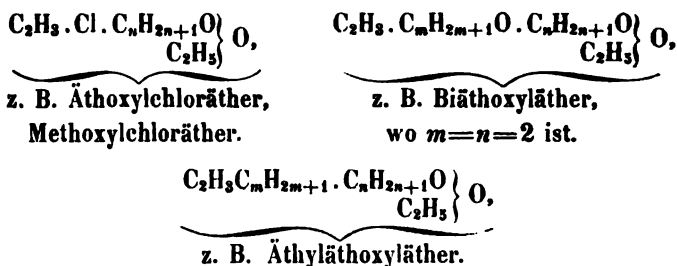 C₂H₃ . Cl . CₙH₂ₙ₊₁O } O, C₂H₃ . CₘH₂ₘ₊₁O . CₙH₂ₙ₊₁O } O,
C₂H₅ C₂H₅
z. B. Äthoxylchloräther, z. B. Biäthoxyläther,
Methoxylchloräther. wo m=n=2 ist.
C₂H₃CₘH₂ₘ₊₁ . CₙH₂ₙ₊₁O } O,
C₂H₅
z. B. Äthyläthoxyläther.